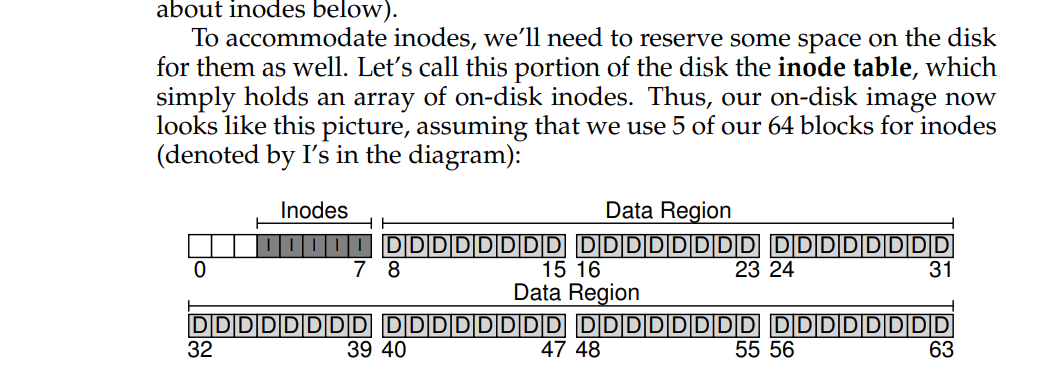 about inodes below).
To accommodate inodes, we'll need to reserve some space on the disk
for them as well. Let's call this portion of the disk the inode table, which
simply holds an array of on-disk inodes. Thus, our on-disk image now
looks like this picture, assuming that we use 5 of our 64 blocks for inodes
(denoted by I's in the diagram):
Inodes Data Region
I I I I I D D D D D D D D D D D D D D D D D D D D D D D D
0 7 8 15 16 23 24 31
Data Region
D D D D D D D D D D D D D D D D D D D D D D D D D D D D D D D D
32 39 40 47 48 55 56 63